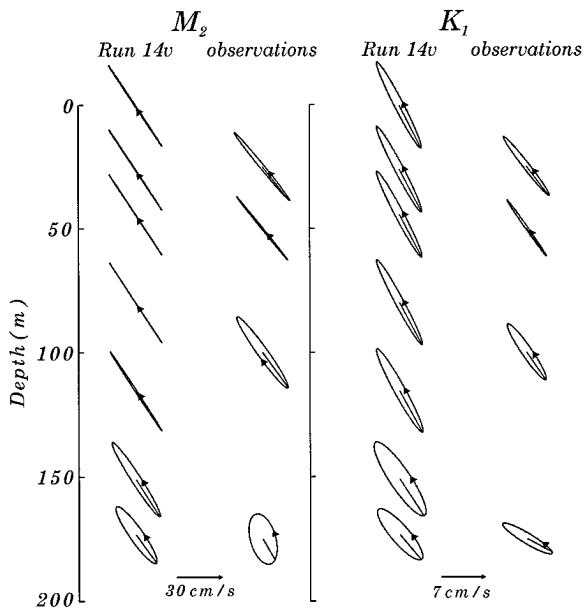 M2 K1
Run 14v observations Run 14v observations
0
50
100
150
200
Depth (m)
30 cm/s 7 cm/s